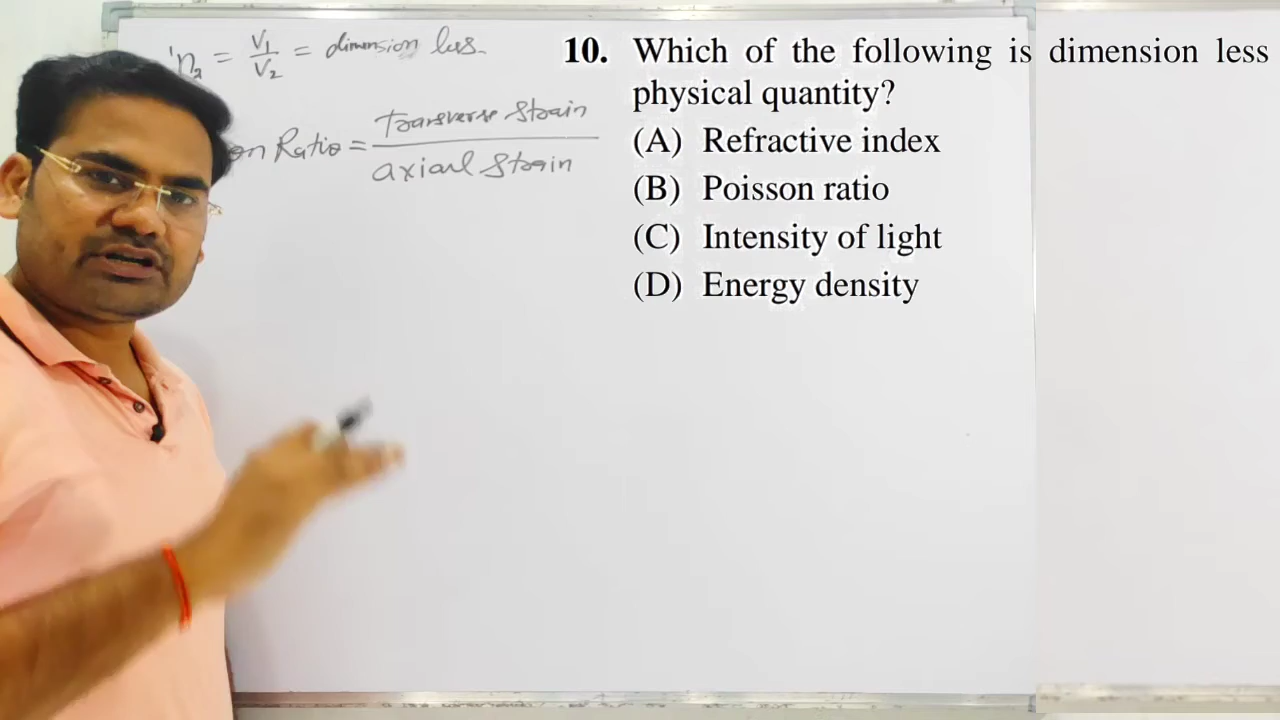 ¹n₂ = V₁/V₂ = dimension less.
on Ratio = transverse strain / axial strain
10. Which of the following is dimension less
physical quantity?
(A) Refractive index
(B) Poisson ratio
(C) Intensity of light
(D) Energy density